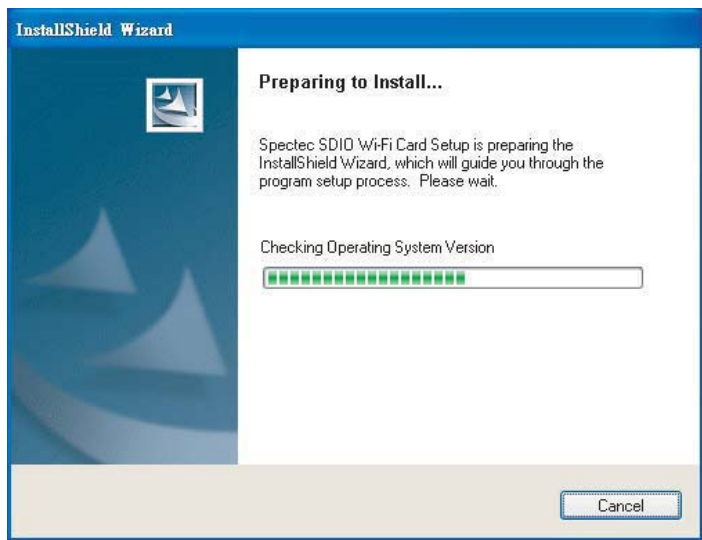 InstallShield Wizard
Preparing to Install...
Spectec SDIO Wi-Fi Card Setup is preparing the
InstallShield Wizard, which will guide you through the
program setup process. Please wait.
Checking Operating System Version
Cancel